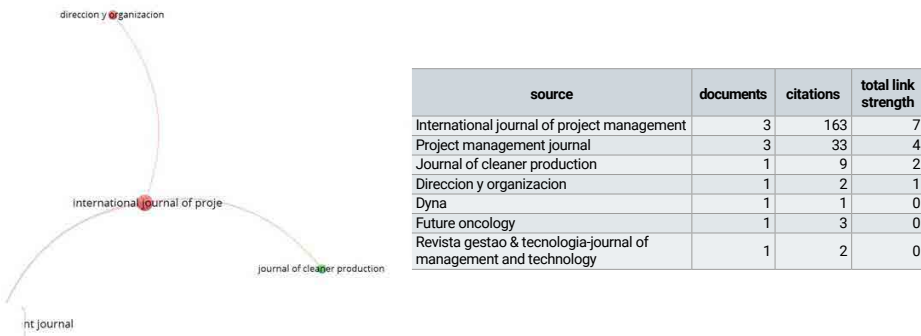 direccion y organizacion
international journal of proje
journal of cleaner production
nt journal
source documents citations total link strength
International journal of project management 3 163 7
Project management journal 3 33 4
Journal of cleaner production 1 9 2
Direccion y organizacion 1 2 1
Dyna 1 1 0
Future oncology 1 3 0
Revista gestao & tecnologia-journal of
management and technology 1 2 0